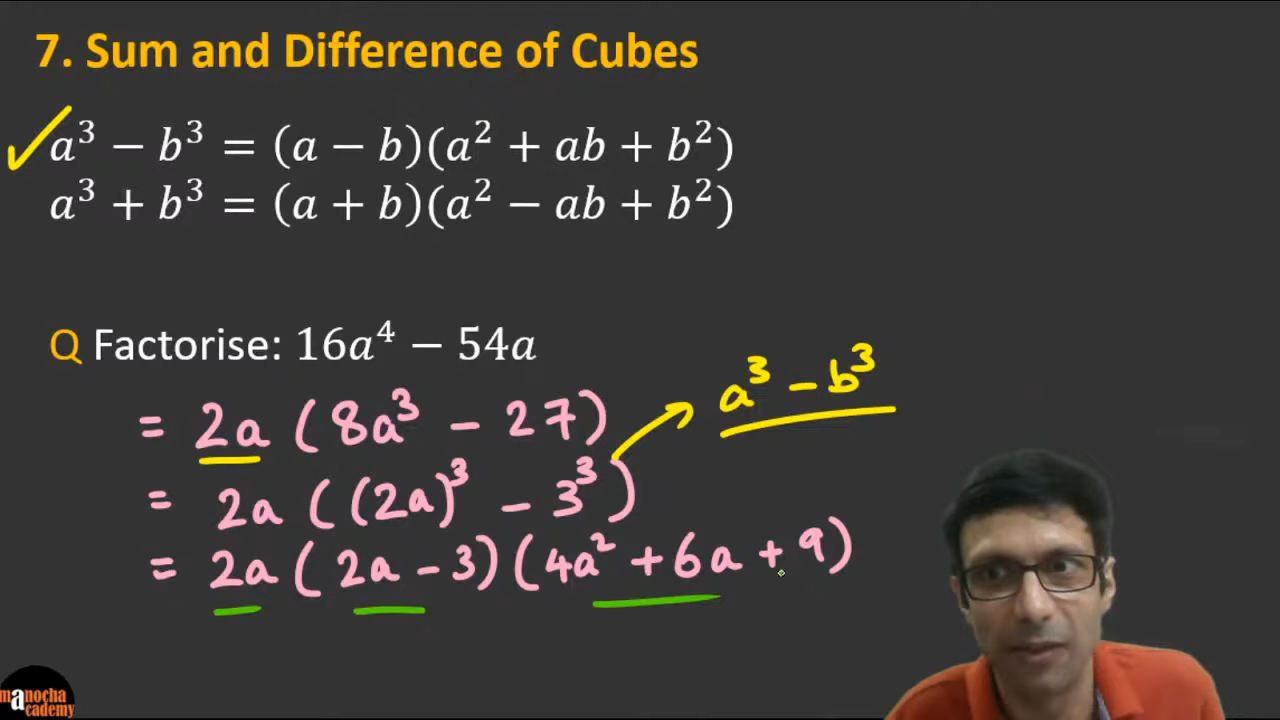 7. Sum and Difference of Cubes
a³ − b³ = (a − b)(a² + ab + b²)
a³ + b³ = (a + b)(a² − ab + b²)
Q Factorise: 16a⁴ − 54a
= 2a (8a³ − 27)
a³ − b³
= 2a ((2a)³ − 3³)
= 2a (2a − 3)(4a² + 6a + 9)
manocha
academy